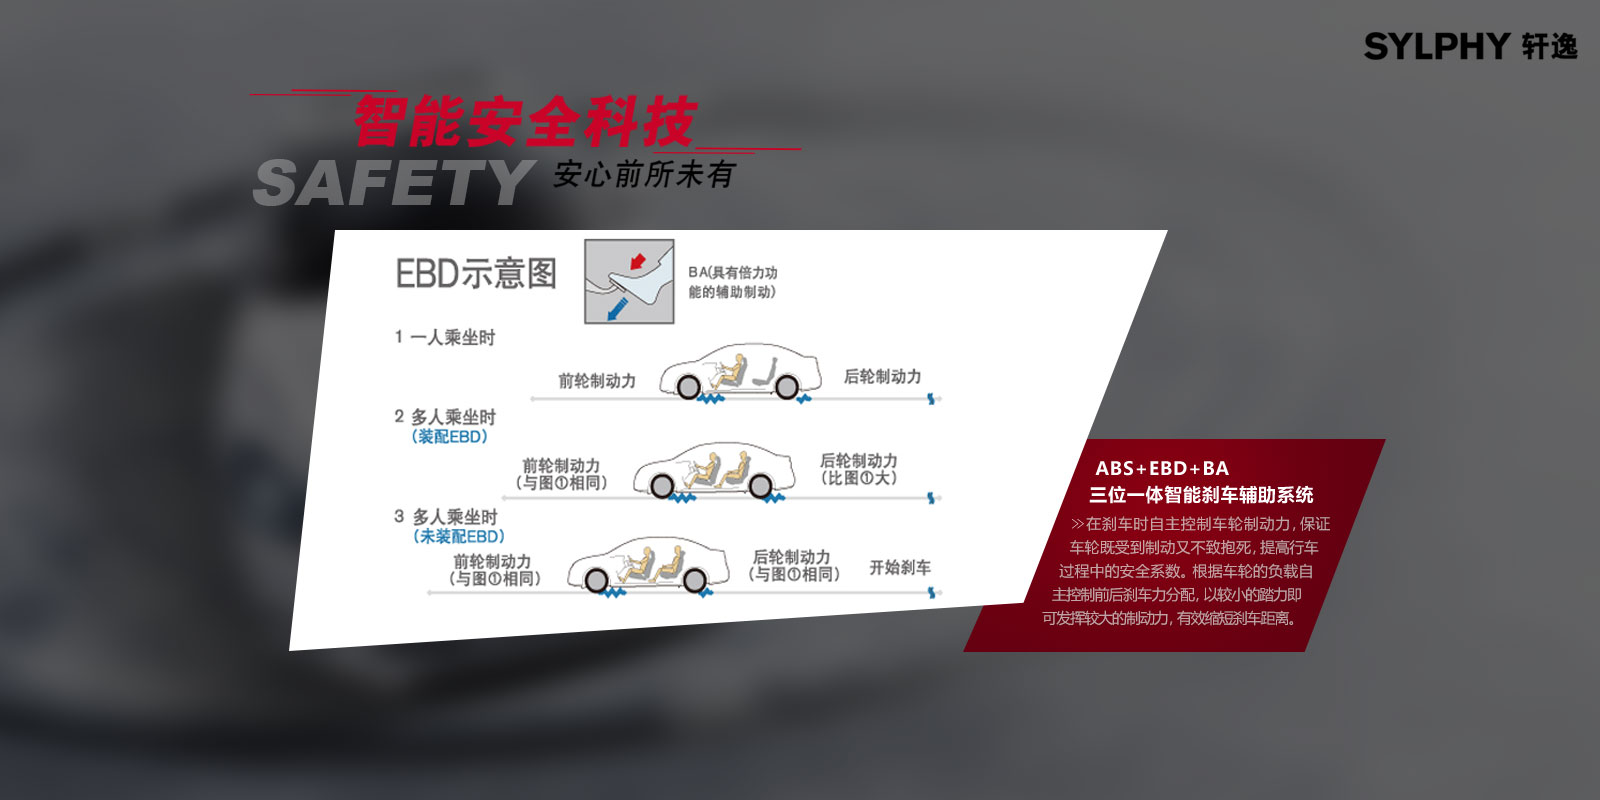 SYLPHY 轩逸
智能安全科技
SAFETY 安心前所未有
EBD示意图
BA(具有倍力功
能的辅助制动)
1 一人乘坐时
前轮制动力
后轮制动力
2 多人乘坐时
(装配EBD)
前轮制动力
(与图①相同)
后轮制动力
(比图①大)
3 多人乘坐时
(未装配EBD)
前轮制动力
(与图①相同)
后轮制动力
(与图①相同)
开始刹车
ABS+EBD+BA
三位一体智能刹车辅助系统
≫在刹车时自主控制车轮制动力,保证
车轮既受到制动又不致抱死,提高行车
过程中的安全系数。根据车轮的负载自
主控制前后刹车力分配,以较小的踏力即
可发挥较大的制动力,有效缩短刹车距离。